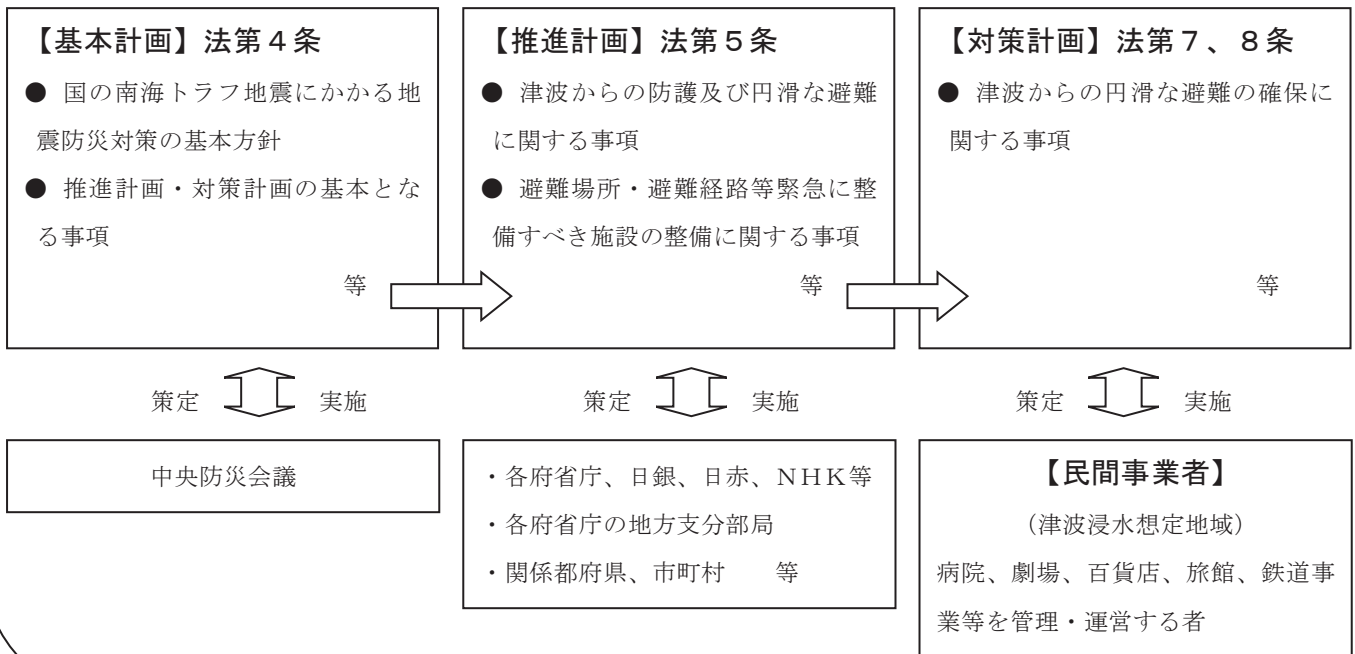 【基本計画】法第４条
● 国の南海トラフ地震にかかる地
震防災対策の基本方針
● 推進計画・対策計画の基本とな
る事項
等
【推進計画】法第５条
● 津波からの防護及び円滑な避難
に関する事項
● 避難場所・避難経路等緊急に整
備すべき施設の整備に関する事項
等
【対策計画】法第７、８条
● 津波からの円滑な避難の確保に
関する事項
等
策定 実施
策定 実施
策定 実施
中央防災会議
・各府省庁、日銀、日赤、ＮＨＫ等
・各府省庁の地方支分部局
・関係都府県、市町村　　等
【民間事業者】
（津波浸水想定地域）
病院、劇場、百貨店、旅館、鉄道事
業等を管理・運営する者